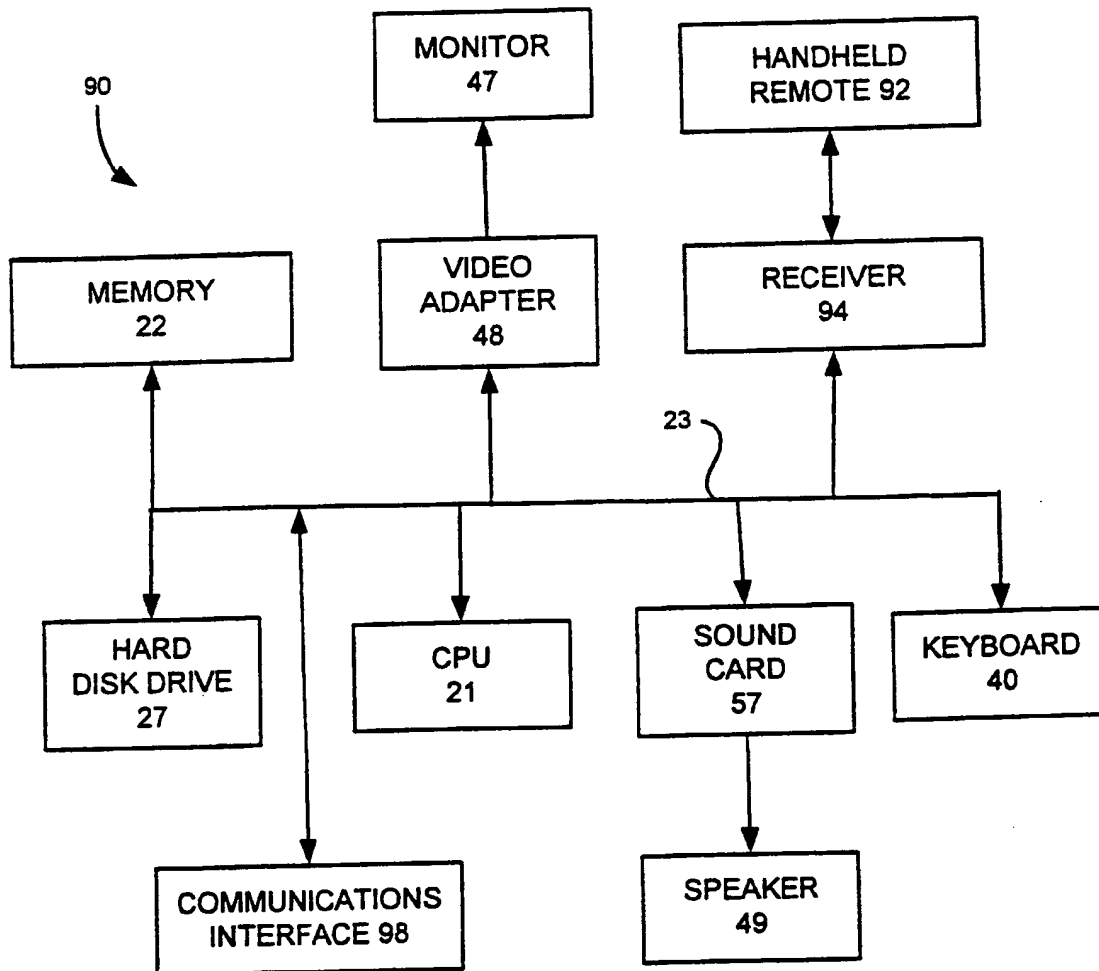 MONITOR
47
HANDHELD
REMOTE 92
90
MEMORY
22
VIDEO
ADAPTER
48
RECEIVER
94
23
HARD
DISK DRIVE
27
CPU
21
SOUND
CARD
57
KEYBOARD
40
COMMUNICATIONS
INTERFACE 98
SPEAKER
49